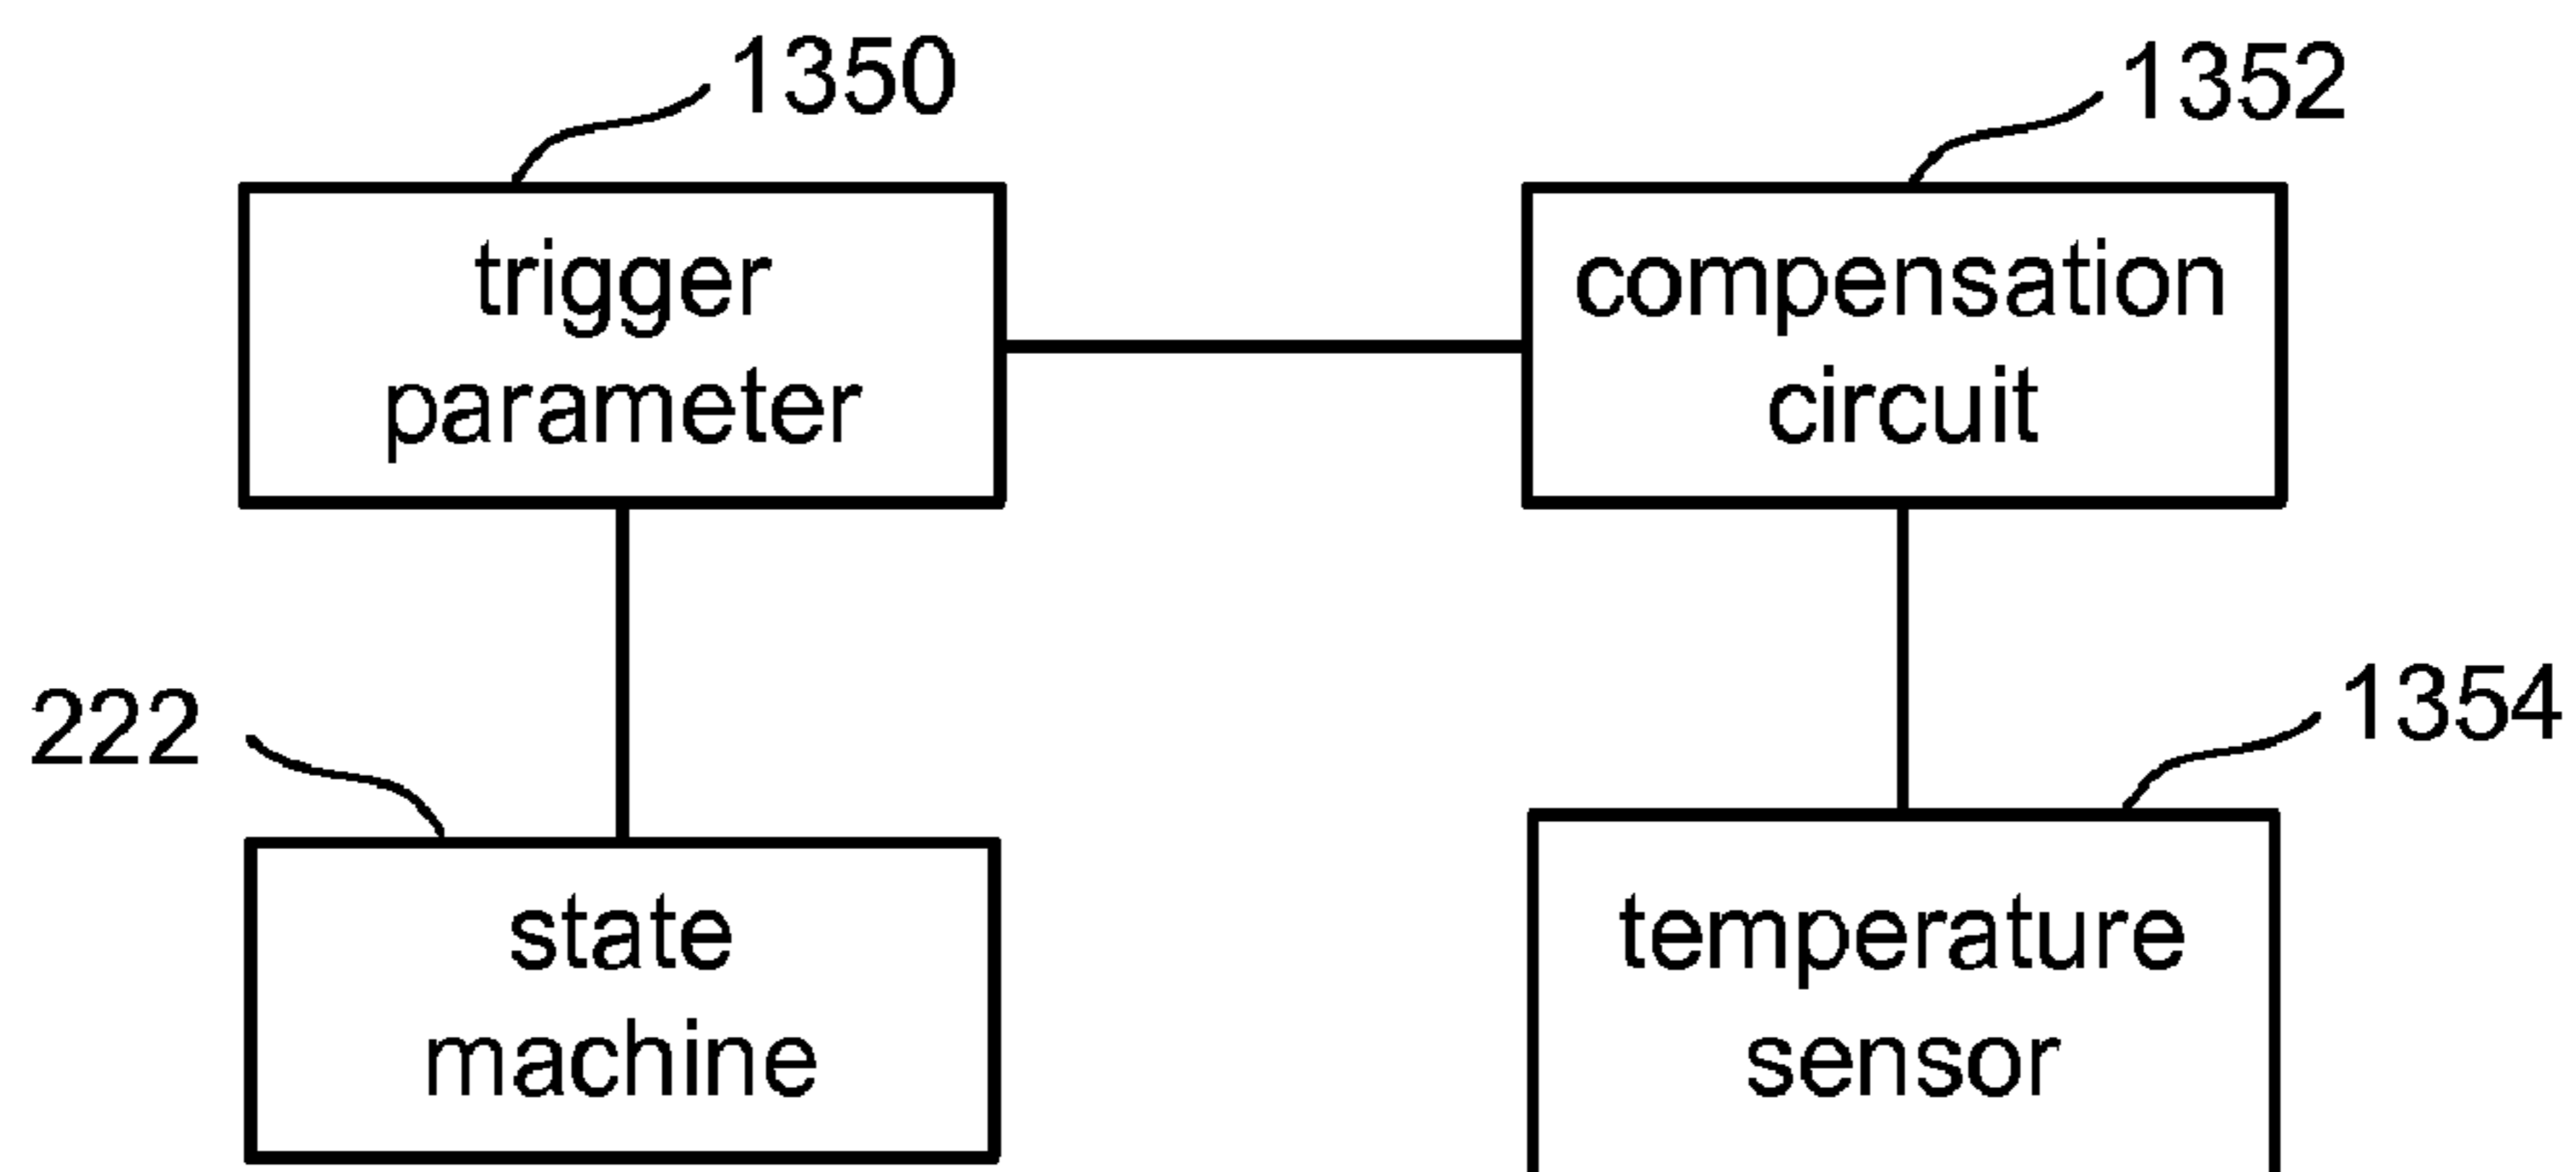 1350
1352
trigger
parameter
compensation
circuit
222
1354
state
machine
temperature
sensor